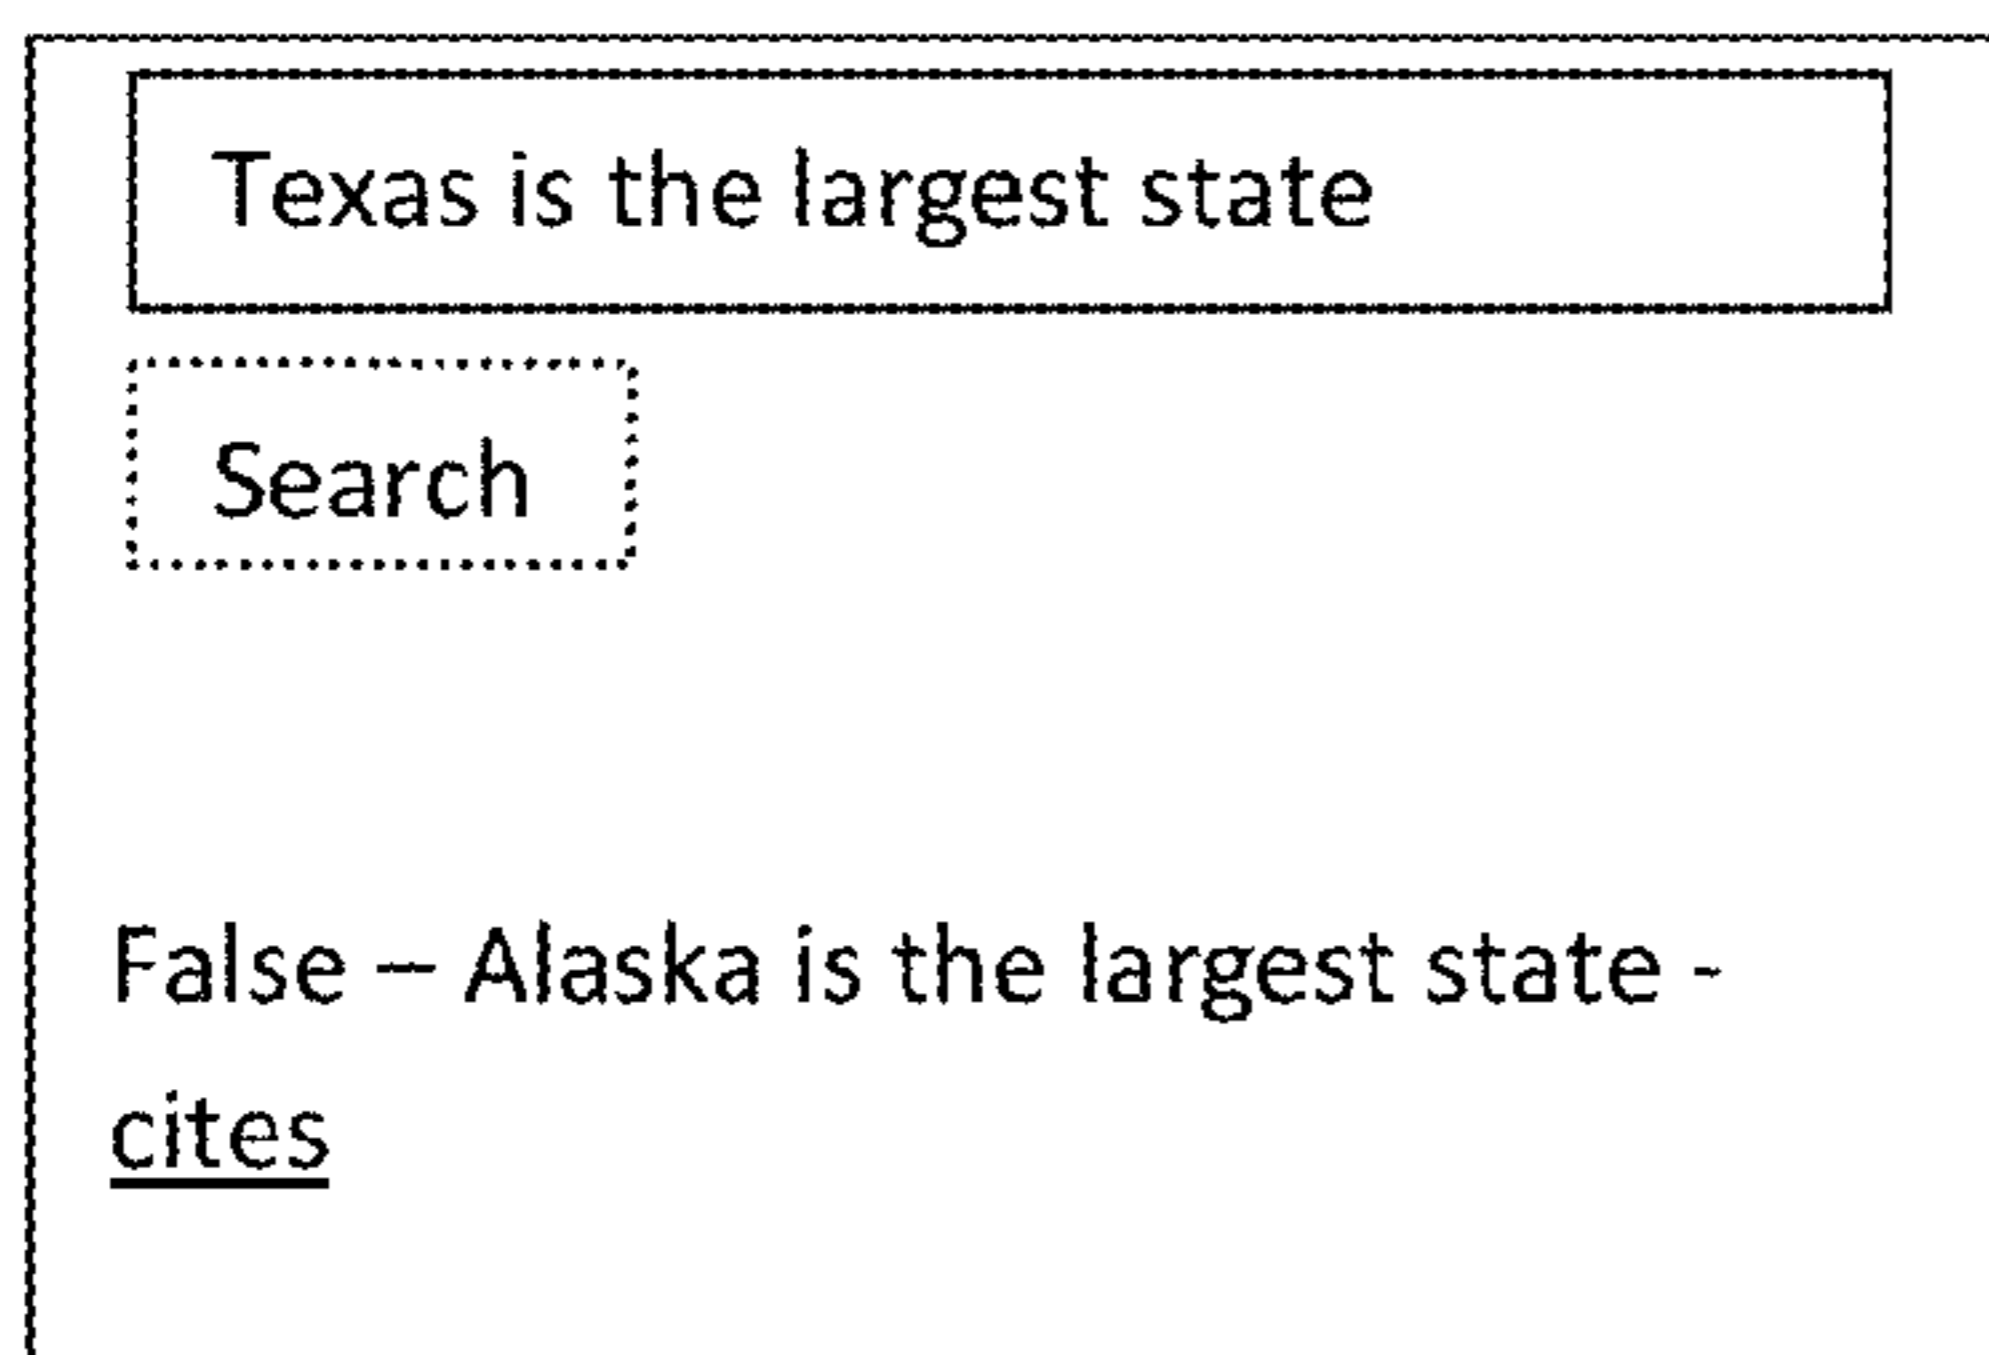 Texas is the largest state
Search
False – Alaska is the largest state -
cites